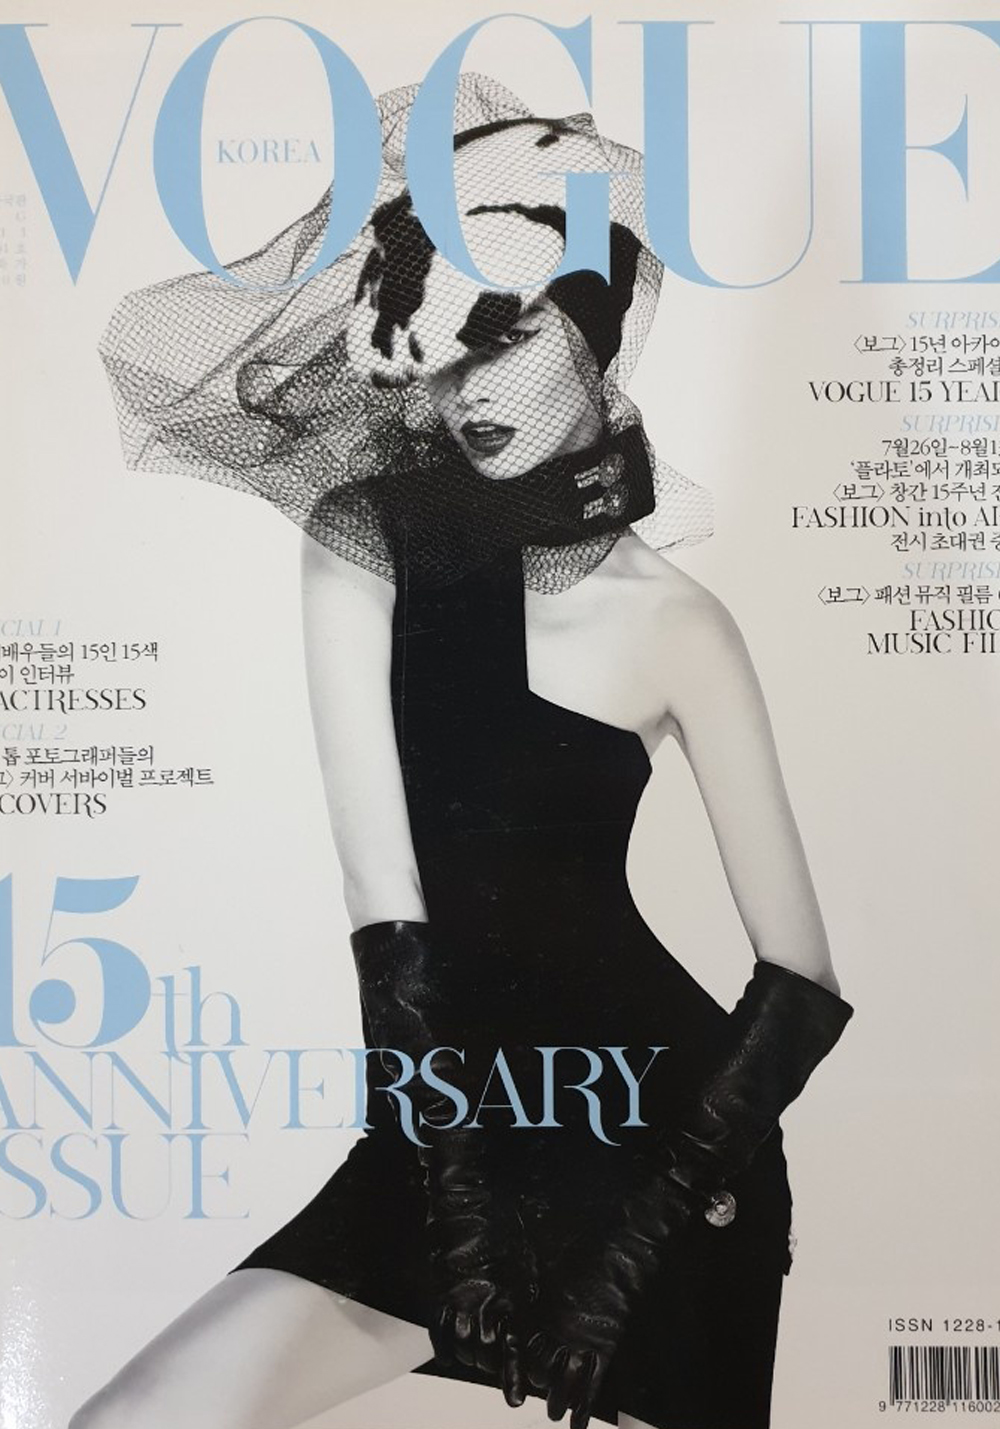 VOGUE
KOREA
SURPRIS
〈보그〉 15년 아카이
총정리 스페셜
VOGUE 15 YEAR
SURPRIS
7월26일~8월1
'플라토'에서 개최되
〈보그〉 창간 15주년 전
FASHION into AR
전시 초대권 증
SURPRIS
〈보그〉 패션 뮤직 필름
FASHIO
MUSIC FIL
CIAL 1
배우들의 15인 15색
이 인터뷰
ACTRESSES
CIAL 2
톱 포토그래퍼들의
그〉 커버 서바이벌 프로젝트
COVERS
15th
ANNIVERSARY
ISSUE
ISSN 1228-1
9 771228 116002